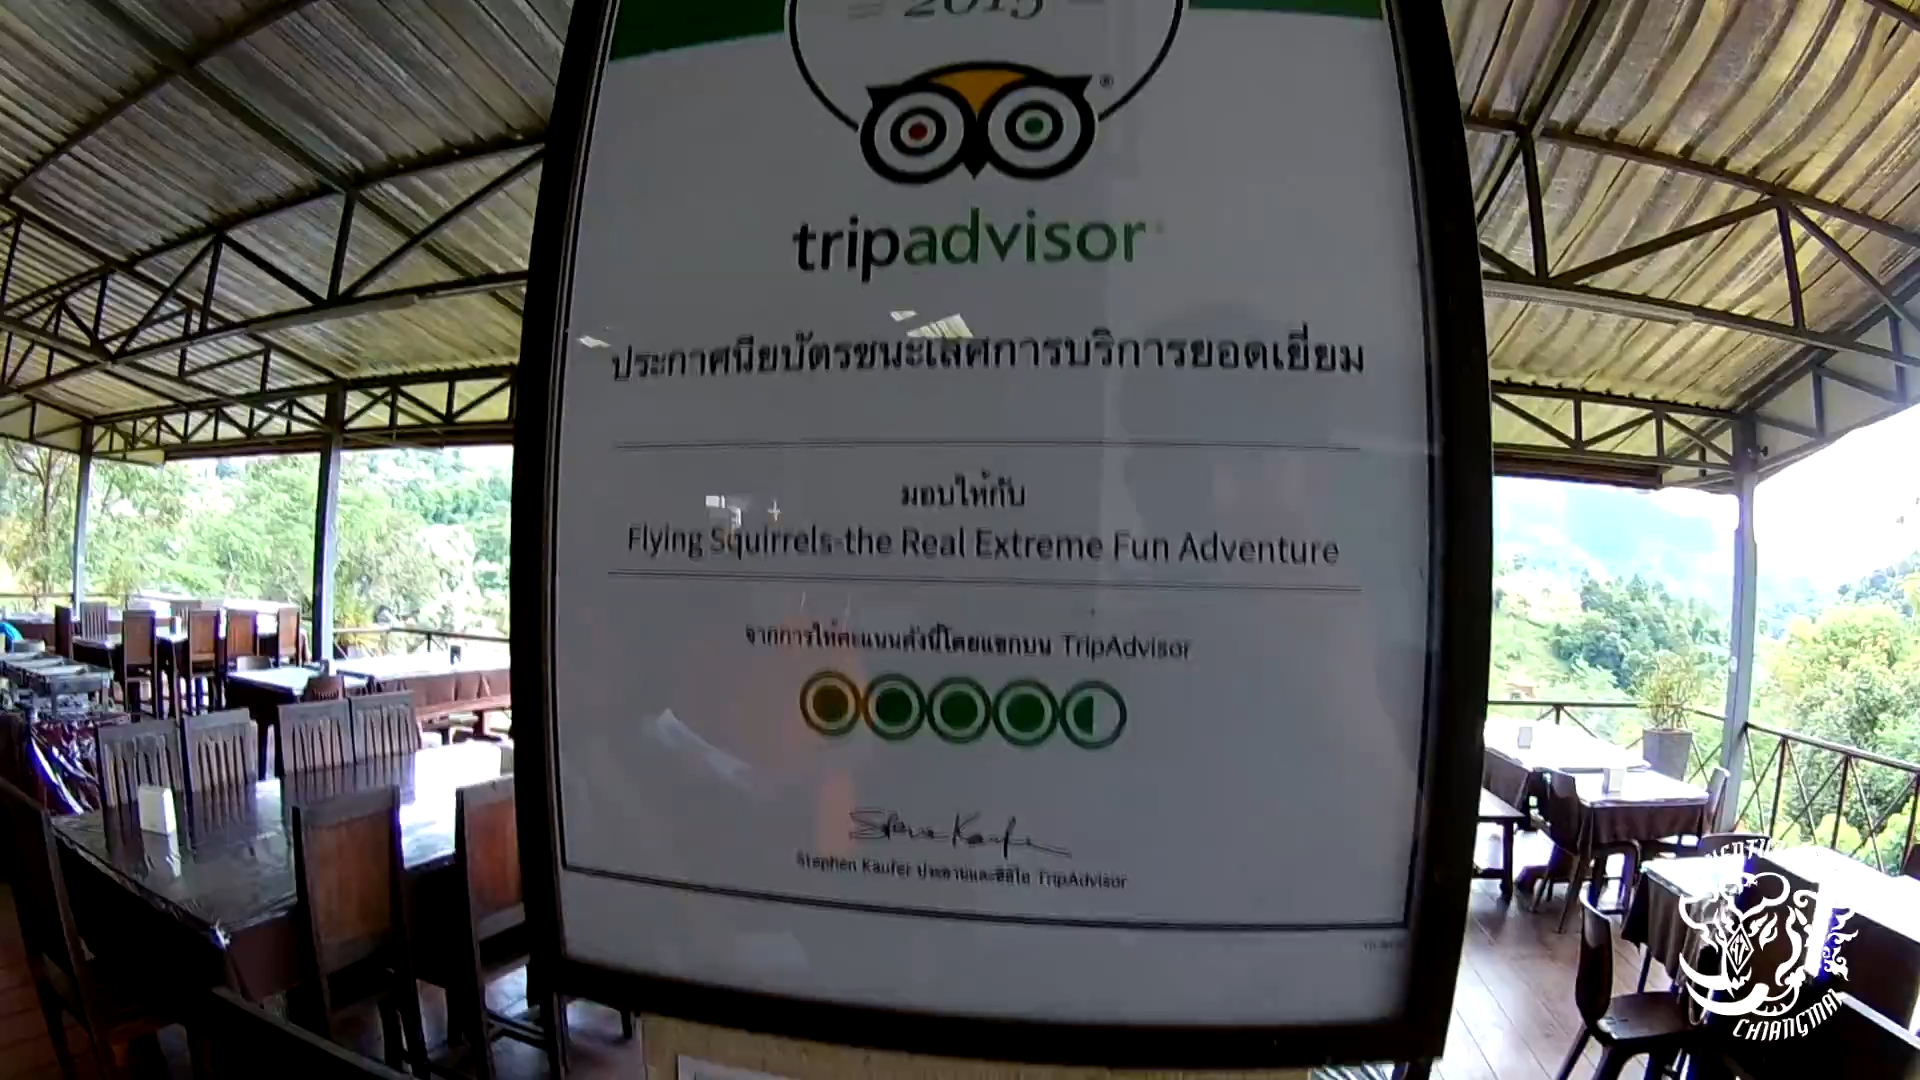 2015
tripadvisor
ประกาศนียบัตรชนะเลิศการบริการยอดเยี่ยม
มอบให้กับ
Flying Squirrels-the Real Extreme Fun Adventure
จากการให้คะแนนดังนี้โดยแขกบน TripAdvisor
Stephen Kaufer ประธานและซีอีโอ TripAdvisor
CHIANGMAI